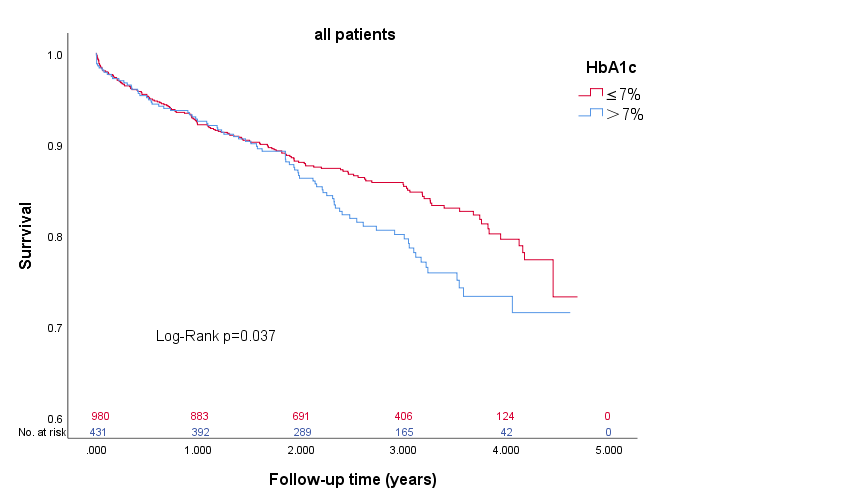 all patients
HbA1c
≤7%
>7%
1.0
0.9
0.8
0.7
0.6
Surrvival
Log-Rank p=0.037
980 883 691 406 124 0
No. at risk 431 392 289 165 42 0
.000 1.000 2.000 3.000 4.000 5.000
Follow-up time (years)